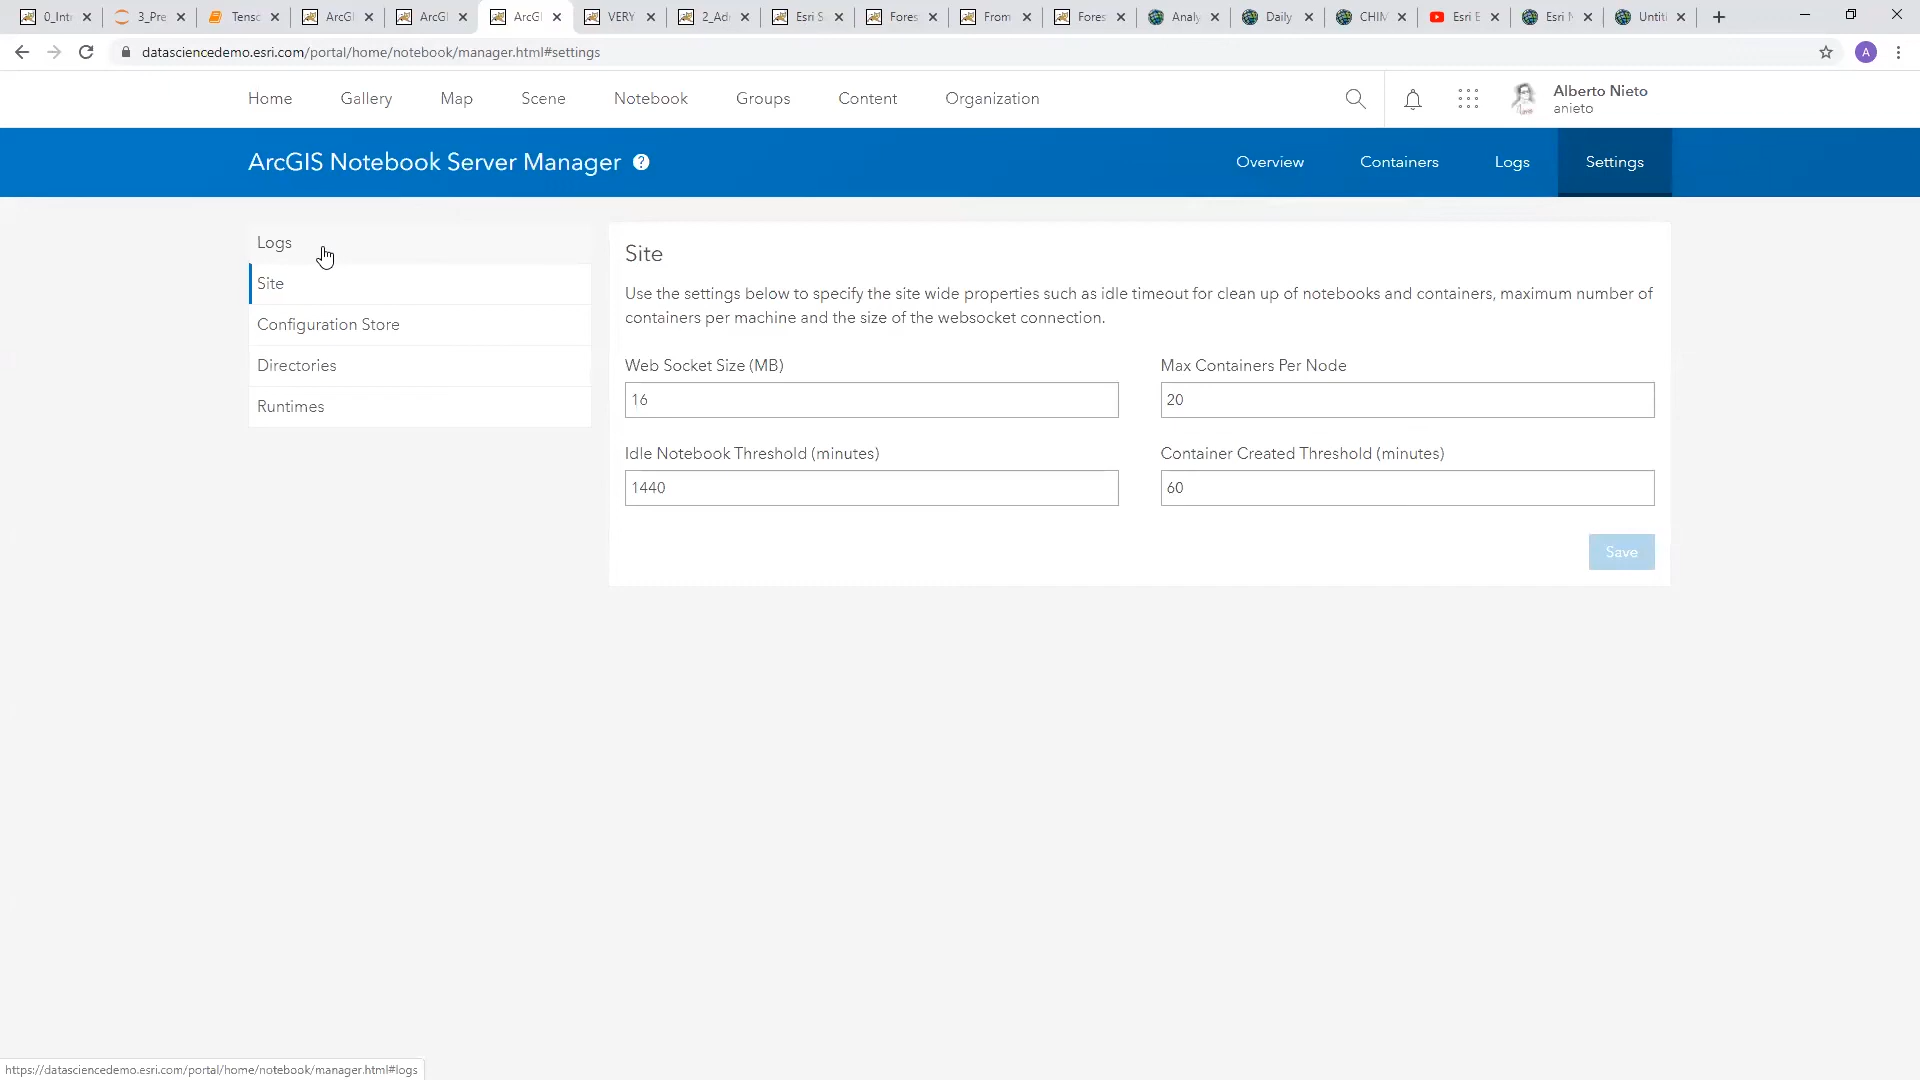 0_Intr
3_Pre
Tensc
ArcGI
ArcGI
ArcGI
VERY
2_Adv
Esri S
Fores
From
Fores
Analy
Daily
CHIM
Esri E
Esri N
Untitl
datasciencedemo.esri.com/portal/home/notebook/manager.html#settings
A
Home
Gallery
Map
Scene
Notebook
Groups
Content
Organization
Alberto Nieto
anieto
ArcGIS Notebook Server Manager ?
Overview
Containers
Logs
Settings
Logs
Site
Configuration Store
Directories
Runtimes
Site
Use the settings below to specify the site wide properties such as idle timeout for clean up of notebooks and containers, maximum number of
containers per machine and the size of the websocket connection.
Web Socket Size (MB)
Max Containers Per Node
16
20
Idle Notebook Threshold (minutes)
Container Created Threshold (minutes)
1440
60
Save
https://datasciencedemo.esri.com/portal/home/notebook/manager.html#logs